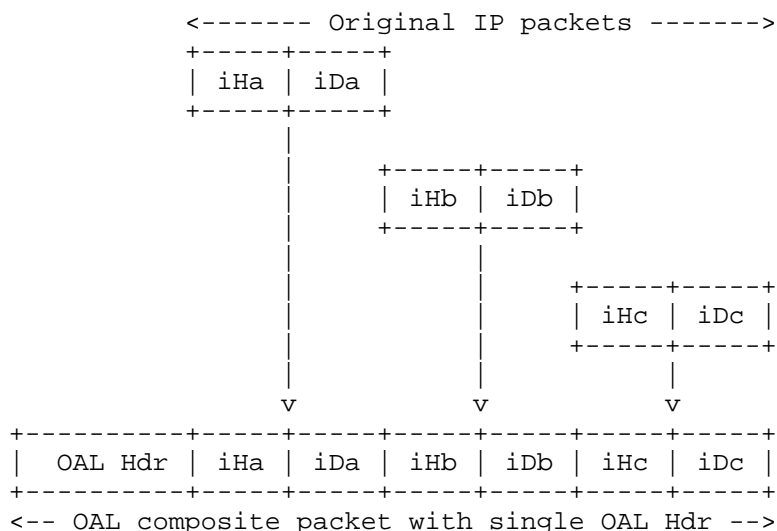 <------- Original IP packets ------->
+-----+-----+
| iHa | iDa |
+-----+-----+
|
| +-----+-----+
| | iHb | iDb |
| +-----+-----+
| |
| | +-----+-----+
| | | iHc | iDc |
| | +-----+-----+
| | |
v v v
+----------+-----+-----+-----+-----+-----+-----+
| OAL Hdr | iHa | iDa | iHb | iDb | iHc | iDc |
+----------+-----+-----+-----+-----+-----+-----+
<-- OAL composite packet with single OAL Hdr -->